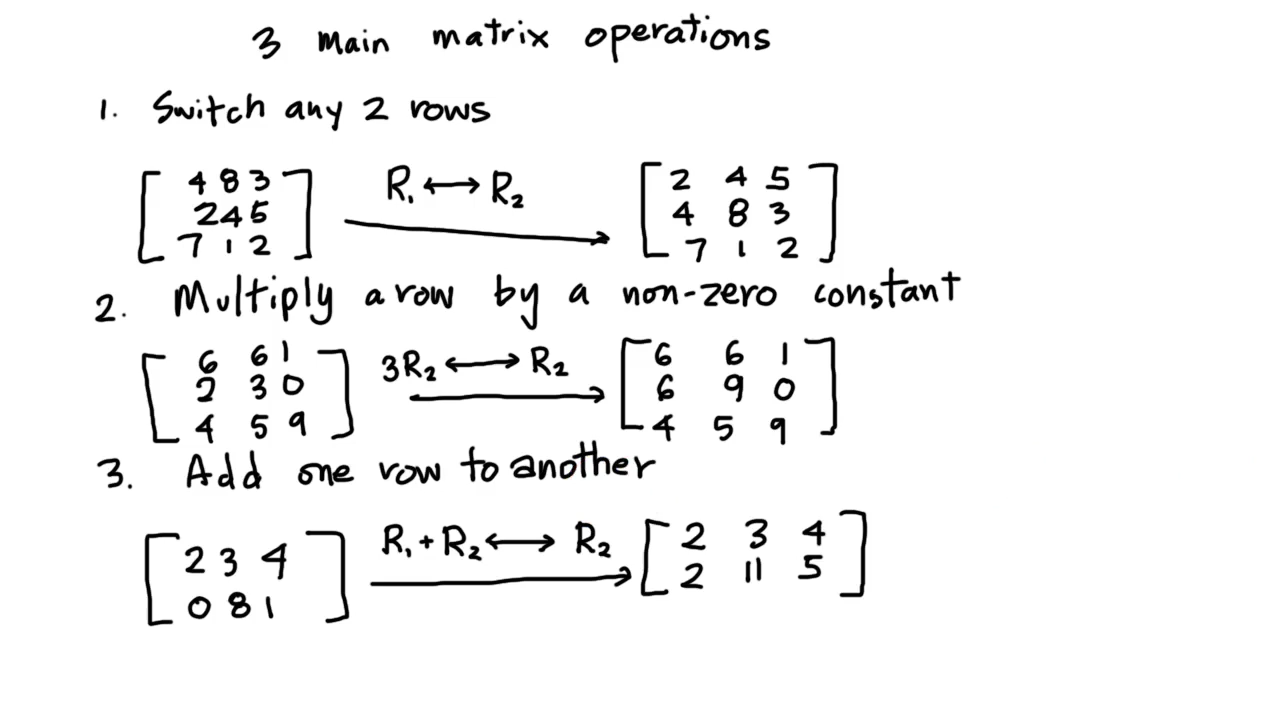 3 main matrix operations
1. Switch any 2 rows
4 8 3 R₁ ↔ R₂ 2 4 5
2 4 5 4 8 3
7 1 2 7 1 2
2. Multiply a row by a non-zero constant
6 6 1 3R₂ ↔ R₂ 6 6 1
2 3 0 6 9 0
4 5 9 4 5 9
3. Add one row to another
2 3 4 R₁ + R₂ ↔ R₂ 2 3 4
0 8 1 2 11 5